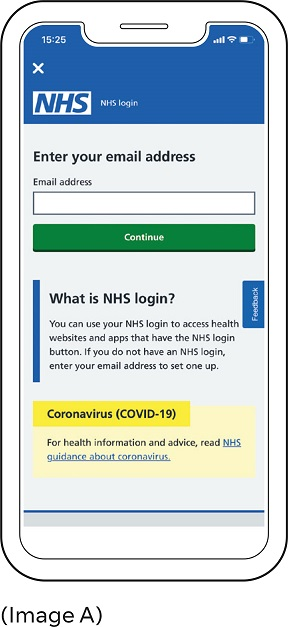 15:25
NHS NHS login
Enter your email address
Email address
Continue
What is NHS login?
Feedback
You can use your NHS login to access health
websites and apps that have the NHS login
button. If you do not have an NHS login,
enter your email address to set one up.
Coronavirus (COVID-19)
For health information and advice, read NHS
guidance about coronavirus.
(Image A)